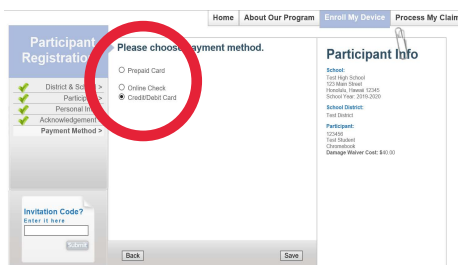 Home About Our Program Enroll My Device Process My Claim
Participant
Registration
District & School >
Participant >
Personal Info >
Acknowledgement >
Payment Method >
Invitation Code?
Enter it here
Submit
Please choose payment method.
Prepaid Card
Online Check
Credit/Debit Card
Back Save
Participant Info
School:
Test High School
123 Main Street
Honolulu, Hawaii 12345
School Year: 2019-2020
School District:
Test District
Participant:
123456
Test Student
Chromebook
Damage Waiver Cost: $40.00